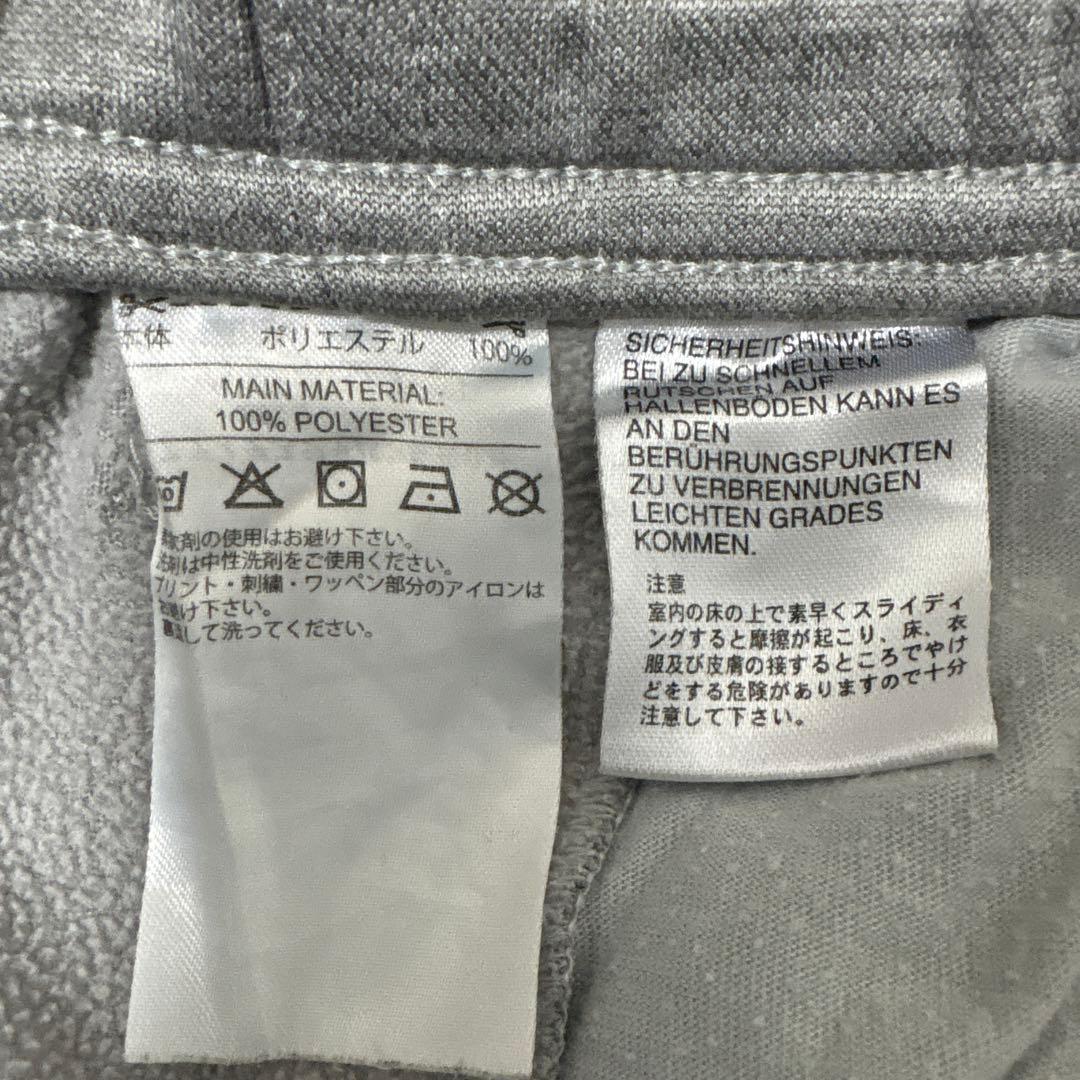 本体 ポリエステル 100%
MAIN MATERIAL:
100% POLYESTER
剤の使用はお避け下さい。
剤は中性洗剤をご使用ください。
プリント・刺繍・ワッペン部分のアイロンは
お避け下さい。
して洗ってください。
SICHERHEITSHINWEIS:
BEI ZU SCHNELLEM
RUTSCHEN AUF
HALLENBÖDEN KANN ES
AN DEN
BERÜHRUNGSPUNKTEN
ZU VERBRENNUNGEN
LEICHTEN GRADES
KOMMEN.
注意
室内の床の上で素早くスライディ
ングすると摩擦が起こり、床、衣
服及び皮膚の接するところでやけ
どをする危険がありますので十分
注意して下さい。